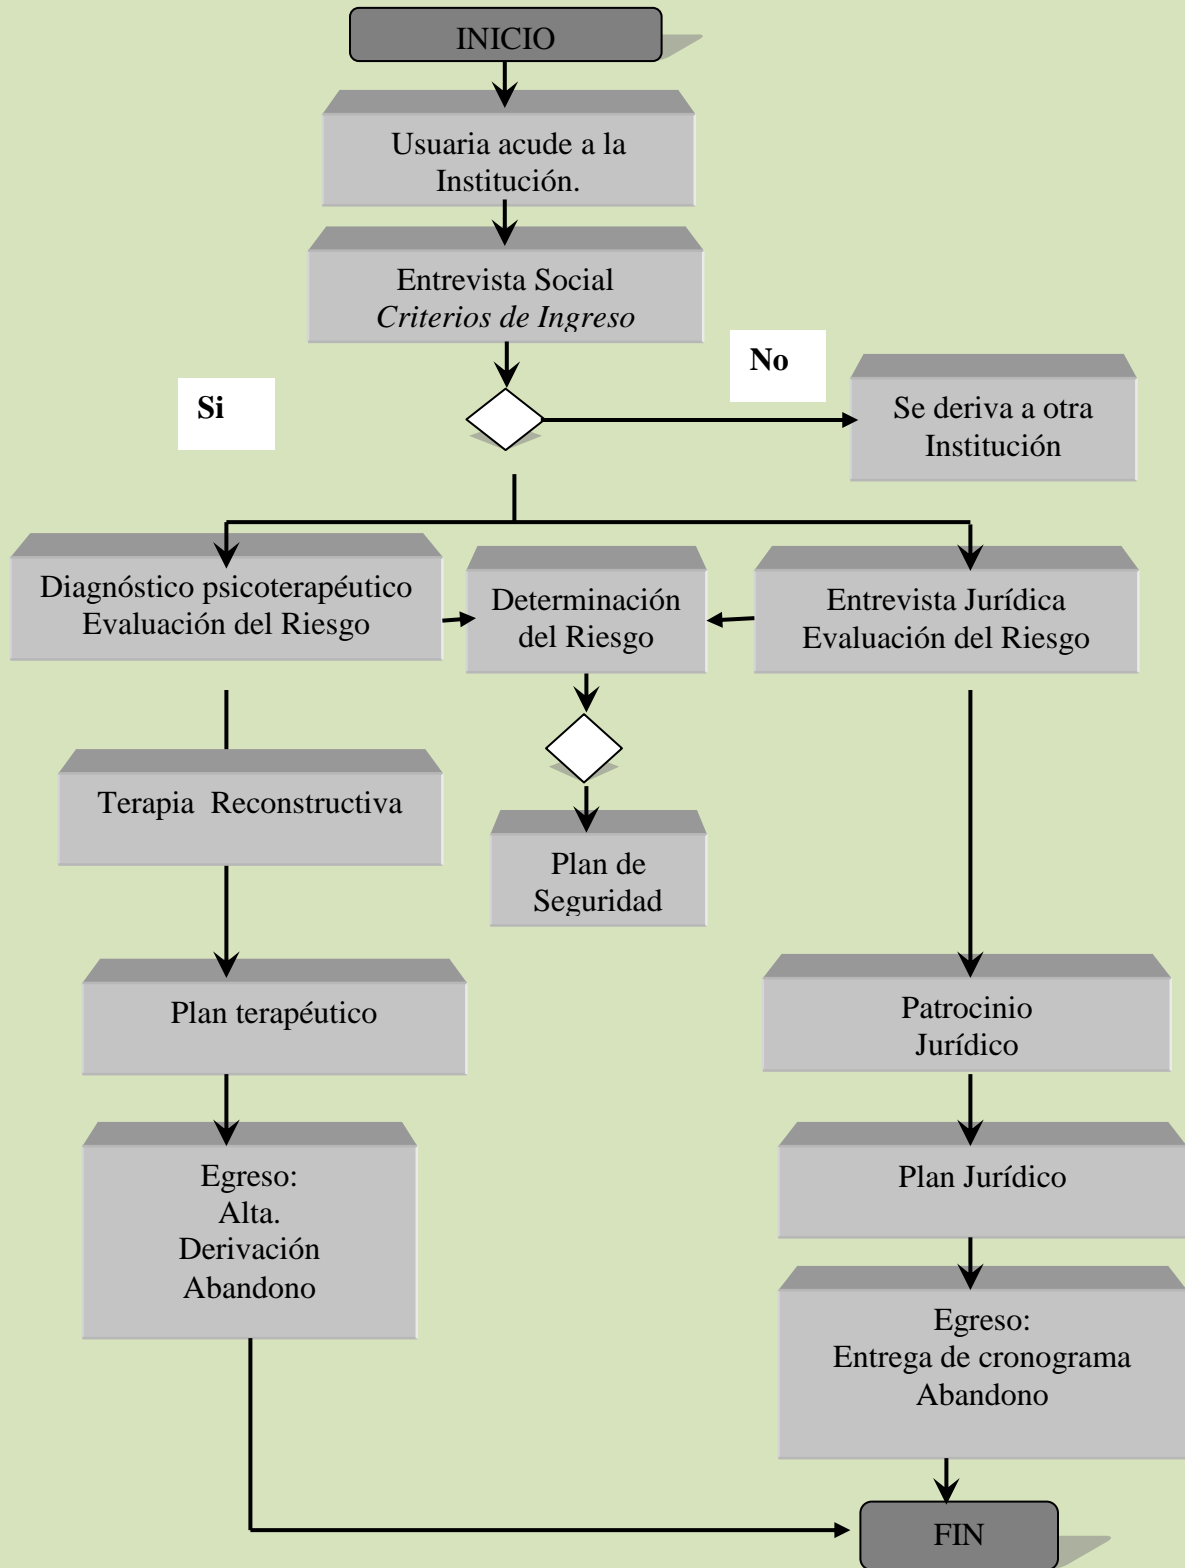 INICIO
Usuaria acude a la
Institución.
Entrevista Social
Criterios de Ingreso
No
Si
Se deriva a otra
Institución
Diagnóstico psicoterapéutico
Evaluación del Riesgo
Determinación
del Riesgo
Entrevista Jurídica
Evaluación del Riesgo
Terapia Reconstructiva
Plan de
Seguridad
Plan terapéutico
Patrocinio
Jurídico
Egreso:
Alta.
Derivación
Abandono
Plan Jurídico
Egreso:
Entrega de cronograma
Abandono
FIN